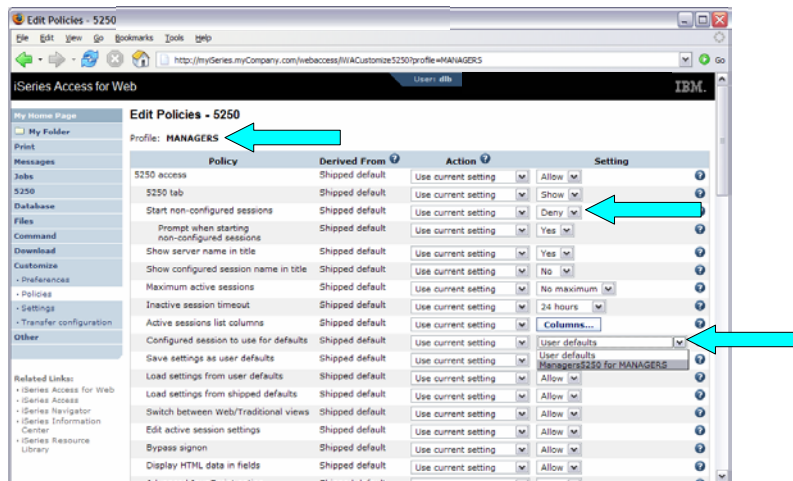 Edit Policies - 5250
File Edit View Go Bookmarks Tools Help
http://myiSeries.myCompany.com/webaccess/iWACustomize5250?profile=MANAGERS Go
iSeries Access for Web
User: dlb
IBM.
My Home Page
My Folder
Print
Messages
Jobs
5250
Database
Files
Command
Download
Customize
• Preferences
• Policies
• Settings
• Transfer configuration
Other
Related Links:
• iSeries Access for Web
• iSeries Access
• iSeries Navigator
• iSeries Information Center
• iSeries Resource Library
Edit Policies - 5250
Profile: MANAGERS
Policy Derived From ? Action ? Setting
5250 access Shipped default Use current setting Allow ?
5250 tab Shipped default Use current setting Show ?
Start non-configured sessions Shipped default Use current setting Deny ?
Prompt when starting non-configured sessions Shipped default Use current setting Yes ?
Show server name in title Shipped default Use current setting Yes ?
Show configured session name in title Shipped default Use current setting No ?
Maximum active sessions Shipped default Use current setting No maximum ?
Inactive session timeout Shipped default Use current setting 24 hours ?
Active sessions list columns Shipped default Use current setting Columns... ?
Configured session to use for defaults Shipped default Use current setting User defaults
User defaults
Managers5250 for MANAGERS
Save settings as user defaults Shipped default Use current setting ?
Load settings from user defaults Shipped default Use current setting Allow ?
Load settings from shipped defaults Shipped default Use current setting Allow ?
Switch between Web/Traditional views Shipped default Use current setting Allow ?
Edit active session settings Shipped default Use current setting Allow ?
Bypass signon Shipped default Use current setting Allow ?
Display HTML data in fields Shipped default Use current setting Allow ?